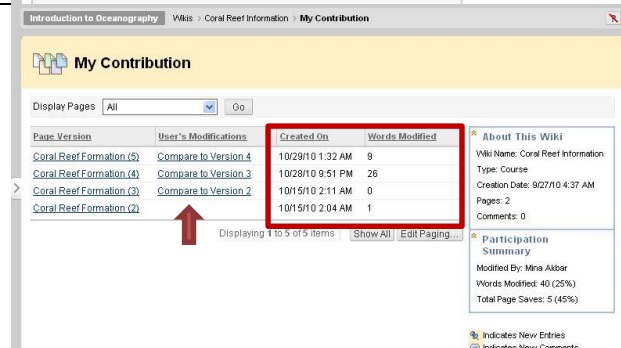 Introduction to Oceanography Wikis > Coral Reef Information > My Contribution
My Contribution
Display Pages All Go
Page Version User's Modifications Created On Words Modified
Coral Reef Formation (5) Compare to Version 4 10/29/10 1:32 AM 9
Coral Reef Formation (4) Compare to Version 3 10/28/10 9:51 PM 26
Coral Reef Formation (3) Compare to Version 2 10/15/10 2:11 AM 0
Coral Reef Formation (2) 10/15/10 2:04 AM 1
Displaying 1 to 5 of 5 items Show All Edit Paging...
About This Wiki
Wiki Name: Coral Reef Information
Type: Course
Creation Date: 9/27/10 4:37 AM
Pages: 2
Comments: 0
Participation
Summary
Modified By: Mina Akbar
Words Modified: 40 (25%)
Total Page Saves: 5 (45%)
Indicates New Entries
Indicates New Comments